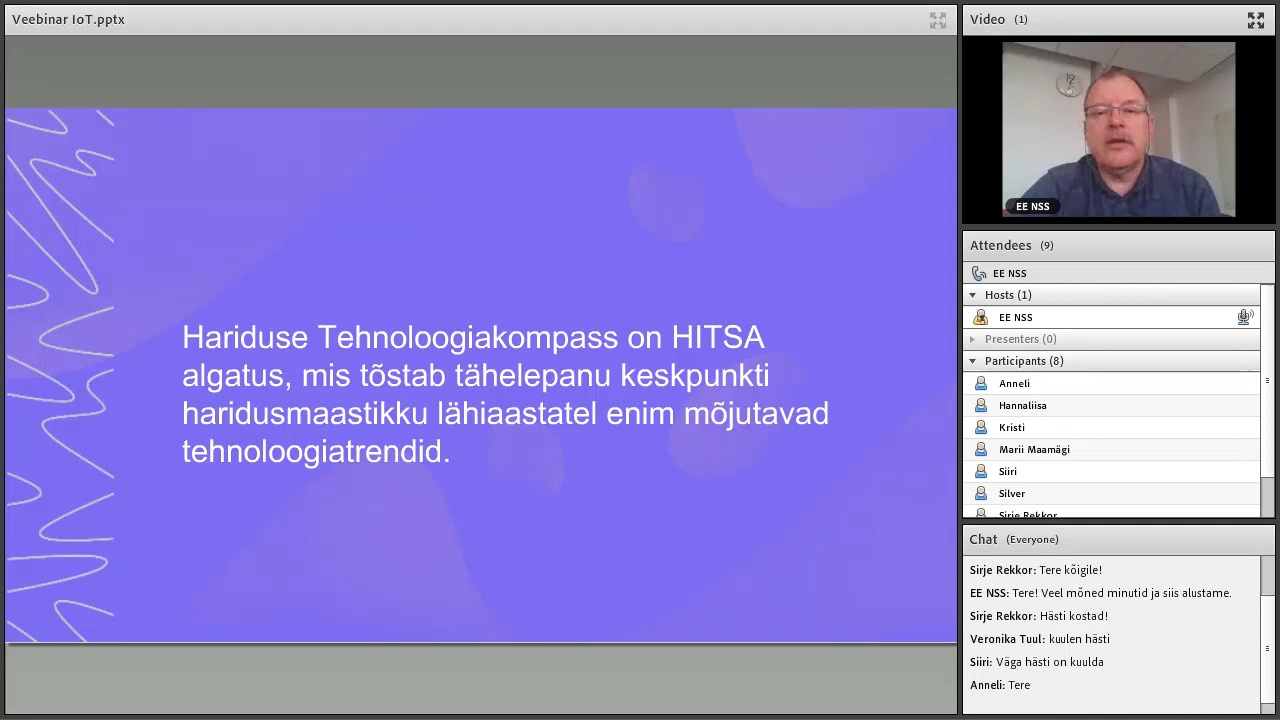 Veebinar IoT.pptx
Hariduse Tehnoloogiakompass on HITSA
algatus, mis tõstab tähelepanu keskpunkti
haridusmaastikku lähiaastatel enim mõjutavad
tehnoloogiatrendid.
Video (1)
EE NSS
Attendees (9)
EE NSS
Hosts (1)
EE NSS
Presenters (0)
Participants (8)
Anneli
Hannaliisa
Kristi
Marii Maamägi
Siiri
Silver
Sirje Rekkor
Chat (Everyone)
Sirje Rekkor: Tere kõigile!
EE NSS: Tere! Veel mõned minutid ja siis alustame.
Sirje Rekkor: Hästi kostad!
Veronika Tuul: kuulen hästi
Siiri: Väga hästi on kuulda
Anneli: Tere